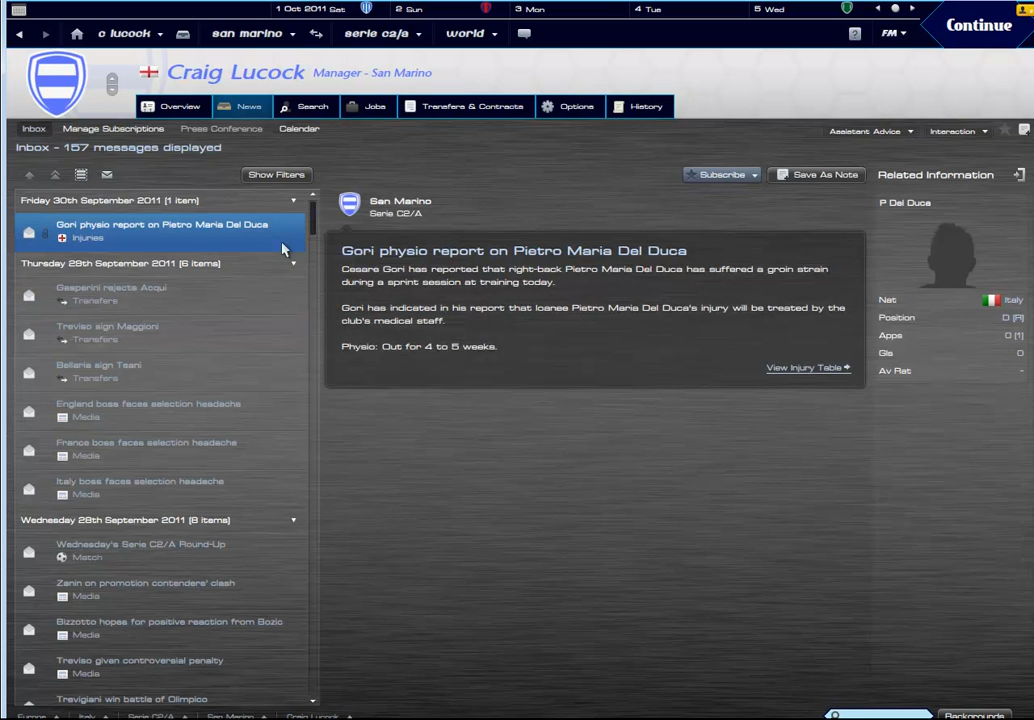 1 Oct 2011 Sat 2 Sun 3 Mon 4 Tue 5 Wed
c lucock san marino serie c2/a world FM Continue
Craig Lucock Manager - San Marino
Overview News Search Jobs Transfers & Contracts Options History
Inbox Manage Subscriptions Press Conference Calendar Assistant Advice Interaction
Inbox - 157 messages displayed
Show Filters Subscribe Save As Note Related Information
Friday 30th September 2011 (1 item)
Gori physio report on Pietro Maria Del Duca
Injuries
Thursday 29th September 2011 (6 items)
Gasperini rejects Acqui
Transfers
Treviso sign Maggioni
Transfers
Bellaria sign Teani
Transfers
England boss faces selection headache
Media
France boss faces selection headache
Media
Italy boss faces selection headache
Media
Wednesday 28th September 2011 (8 items)
Wednesday's Serie C2/A Round-Up
Match
Zanin on promotion contenders' clash
Media
Bizzotto hopes for positive reaction from Bozic
Media
Treviso given controversial penalty
Media
Trevigiani win battle of Olimpico
San Marino
Serie C2/A
Gori physio report on Pietro Maria Del Duca
Cesare Gori has reported that right-back Pietro Maria Del Duca has suffered a groin strain
during a sprint session at training today.
Gori has indicated in his report that loanee Pietro Maria Del Duca's injury will be treated by the
club's medical staff.
Physio: Out for 4 to 5 weeks.
View Injury Table
P Del Duca
Nat Italy
Position D (R)
Apps 0 (1)
Gls 0
Av Rat -
Europe Italy Serie C2/A San Marino Craig Lucock Backgrounds